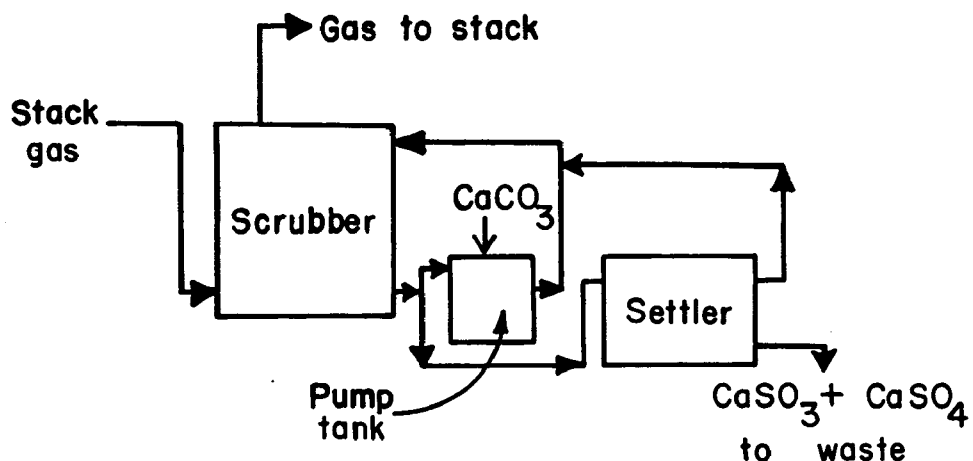 Gas to stack
Stack
gas
Scrubber
CaCO3
Settler
Pump
tank
CaSO3+ CaSO4
to waste